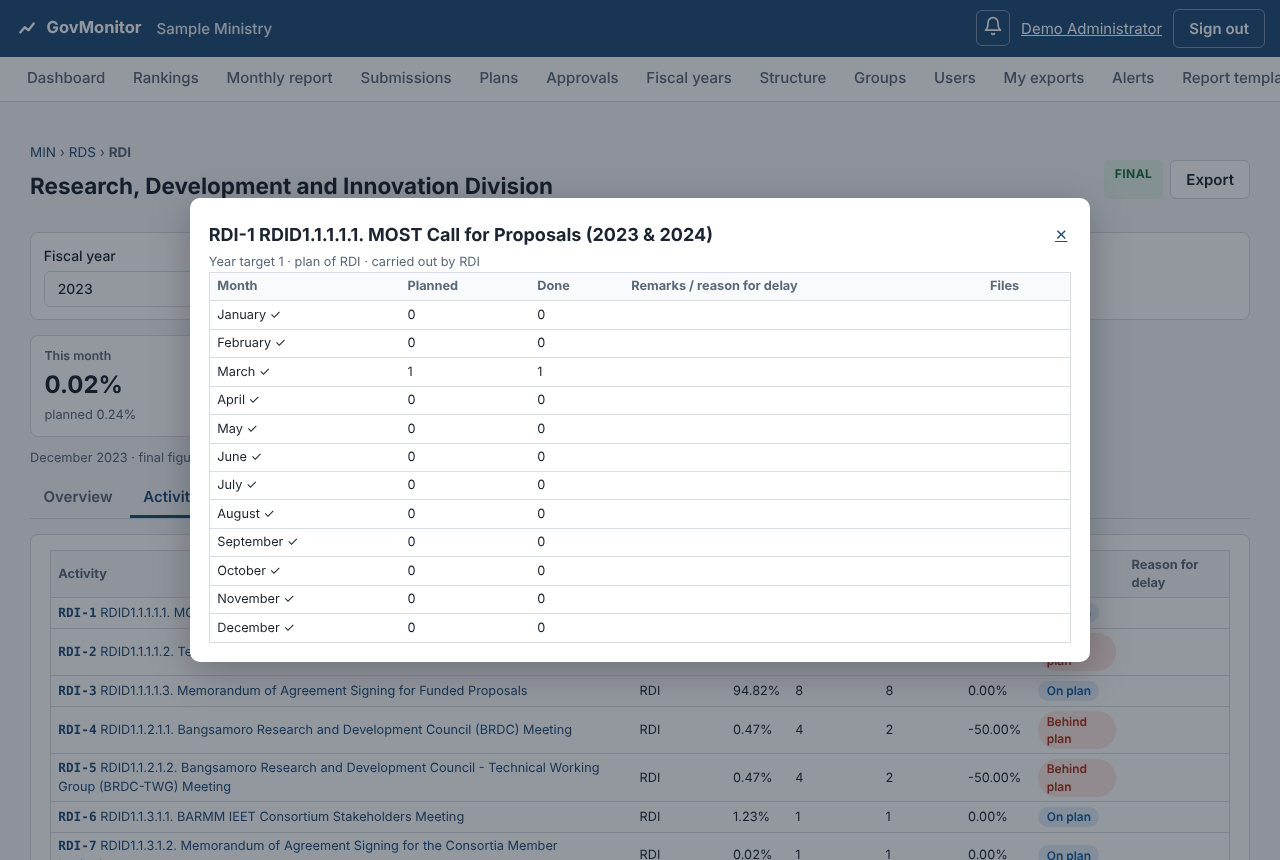 GovMonitor Sample Ministry Demo Administrator Sign out
Dashboard Rankings Monthly report Submissions Plans Approvals Fiscal years Structure Groups Users My exports Alerts Report
MIN › RDS › RDI
Research, Development and Innovation Division
FINAL Export
Fiscal year
2023
This month
0.02%
planned 0.24%
December 2023 · final
Overview
RDI-1 RDID1.1.1.1.1. MOST Call for Proposals (2023 & 2024) ×
Year target 1 · plan of RDI · carried out by RDI
Month Planned Done Remarks / reason for delay Files
January ✓ 0 0
February ✓ 0 0
March ✓ 1 1
April ✓ 0 0
May ✓ 0 0
June ✓ 0 0
July ✓ 0 0
August ✓ 0 0
September ✓ 0 0
October ✓ 0 0
November ✓ 0 0
December ✓ 0 0
Activity Reason for
delay
RDI-1 RDID1.1.1.1.1.
RDI-2 RDID1.1.1.1.2.
plan
RDI-3 RDID1.1.1.1.3. Memorandum of Agreement Signing for Funded Proposals RDI 94.82% 8 8 0.00% On plan
RDI-4 RDID1.1.2.1.1. Bangsamoro Research and Development Council (BRDC) Meeting RDI 0.47% 4 2 -50.00% Behind
plan
RDI-5 RDID1.1.2.1.2. Bangsamoro Research and Development Council - Technical Working
Group (BRDC-TWG) Meeting RDI 0.47% 4 2 -50.00% Behind
plan
RDI-6 RDID1.1.3.1.1. BARMM IEET Consortium Stakeholders Meeting RDI 1.23% 1 1 0.00% On plan
RDI-7 RDID1.1.3.1.2. Memorandum of Agreement Signing for the Consortia Member
RDI 0.02% 1 1 0.00% On plan